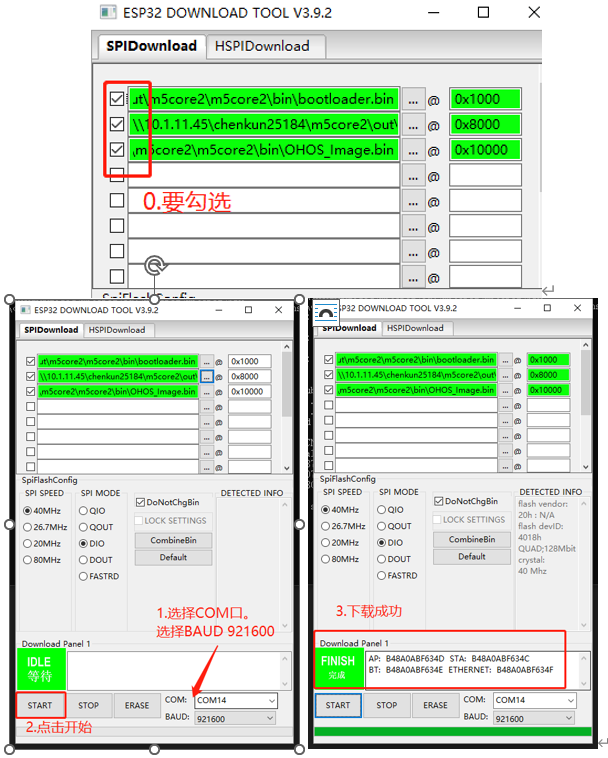 ESP32 DOWNLOAD TOOL V3.9.2
SPIDownload HSPIDownload
ut\m5core2\m5core2\bin\bootloader.bin ... @ 0x1000
\\10.1.11.45\chenkun25184\m5core2\out\ ... @ 0x8000
\m5core2\m5core2\bin\OHOS_Image.bin ... @ 0x10000
... @
0.要勾选
... @
... @
... @
... @
SpiFlashConfig
ESP32 DOWNLOAD TOOL V3.9.2
SPIDownload HSPIDownload
ut\m5core2\m5core2\bin\bootloader.bin ... @ 0x1000
\\10.1.11.45\chenkun25184\m5core2\out\ ... @ 0x8000
\m5core2\m5core2\bin\OHOS_Image.bin ... @ 0x10000
... @
... @
... @
... @
... @
SpiFlashConfig
SPI SPEED SPI MODE DETECTED INFO
40MHz QIO DoNotChgBin
26.7MHz QOUT LOCK SETTINGS
20MHz DIO CombineBin
80MHz DOUT Default
FASTRD
1.选择COM口。
选择BAUD 921600
Download Panel 1
IDLE
等待
START STOP ERASE COM: COM14
BAUD: 921600
2.点击开始
ESP32 DOWNLOAD TOOL V3.9.2
SPIDownload HSPIDownload
ut\m5core2\m5core2\bin\bootloader.bin ... @ 0x1000
\\10.1.11.45\chenkun25184\m5core2\out\ ... @ 0x8000
\m5core2\m5core2\bin\OHOS_Image.bin ... @ 0x10000
... @
... @
... @
... @
... @
SpiFlashConfig
SPI SPEED SPI MODE DETECTED INFO
40MHz QIO DoNotChgBin
26.7MHz QOUT LOCK SETTINGS
20MHz DIO CombineBin
80MHz DOUT Default
FASTRD
flash vendor:
20h : N/A
flash devID:
4018h
QUAD;128Mbit
crystal:
40 Mhz
3.下载成功
Download Panel 1
FINISH
完成
AP: B48A0ABF634D STA: B48A0ABF634C
BT: B48A0ABF634E ETHERNET: B48A0ABF634F
START STOP ERASE COM: COM14
BAUD: 921600